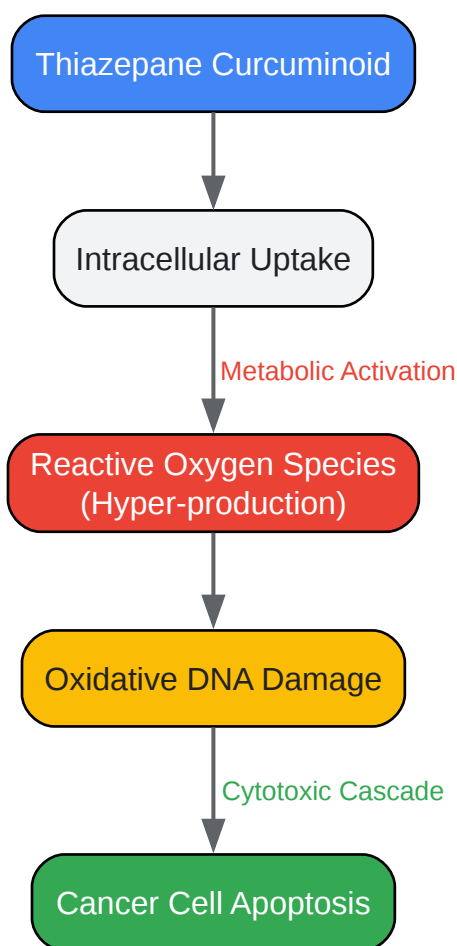 Thiazepane Curcuminoid
Intracellular Uptake
Metabolic Activation
Reactive Oxygen Species
(Hyper-production)
Oxidative DNA Damage
Cytotoxic Cascade
Cancer Cell Apoptosis